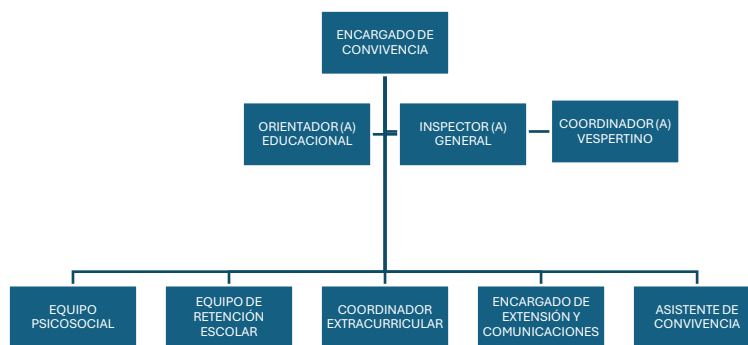 ENCARGADO DE
CONVIVENCIA
ORIENTADOR (A)
EDUCACIONAL
INSPECTOR (A)
GENERAL
COORDINADOR (A)
VESPERTINO
EQUIPO
PSICOSOCIAL
EQUIPO DE
RETENCIÓN
ESCOLAR
COORDINADOR
EXTRACURRICULAR
ENCARGADO DE
EXTENSIÓN Y
COMUNICACIONES
ASISTENTE DE
CONVIVENCIA